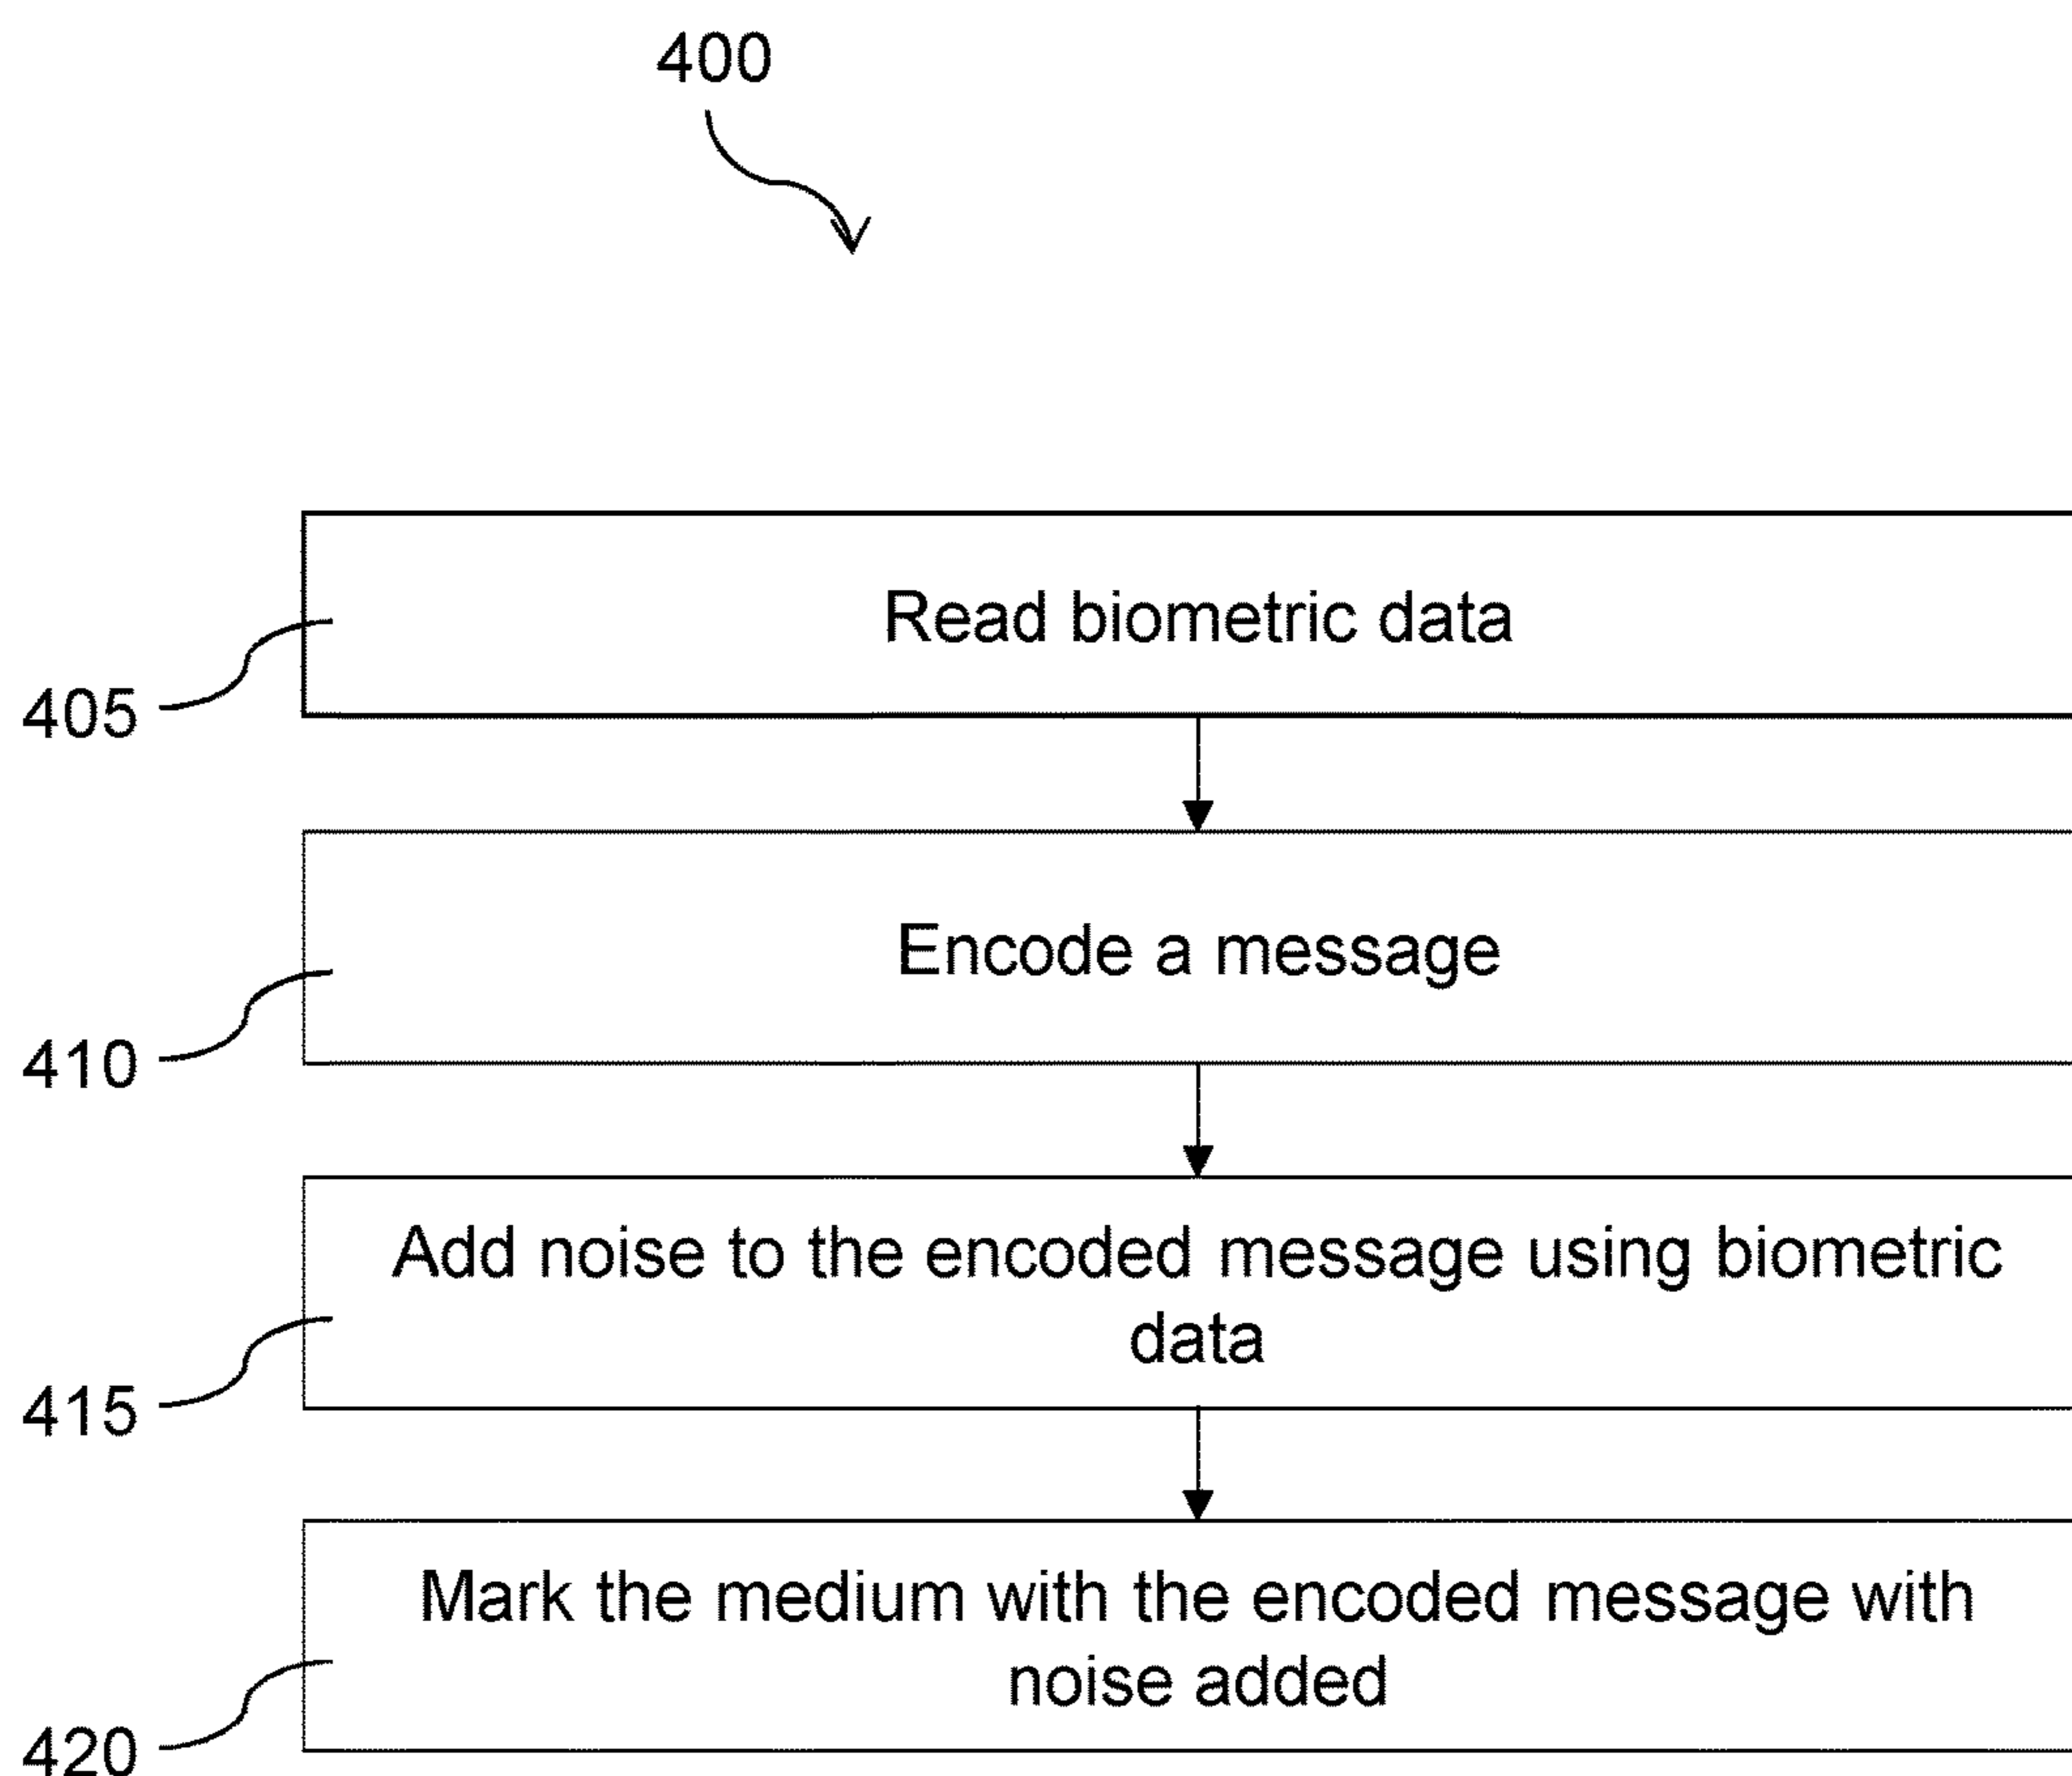 400
Read biometric data
405
Encode a message
410
Add noise to the encoded message using biometric
data
415
Mark the medium with the encoded message with
noise added
420